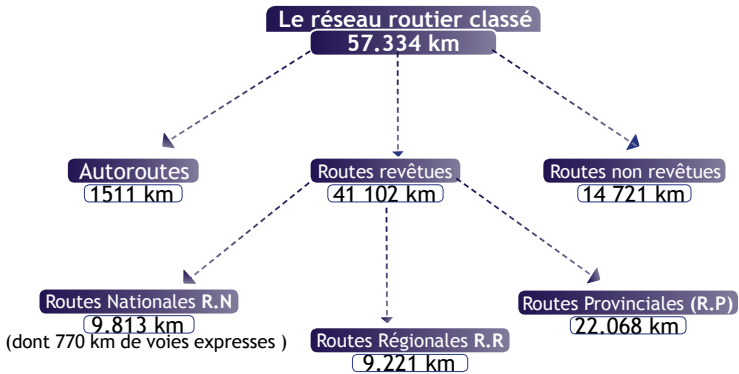 Le réseau routier classé
57.334 km
Autoroutes
1511 km
Routes revêtues
41 102 km
Routes non revêtues
14 721 km
Routes Nationales R.N
9.813 km
(dont 770 km de voies expresses )
Routes Régionales R.R
9.221 km
Routes Provinciales (R.P)
22.068 km